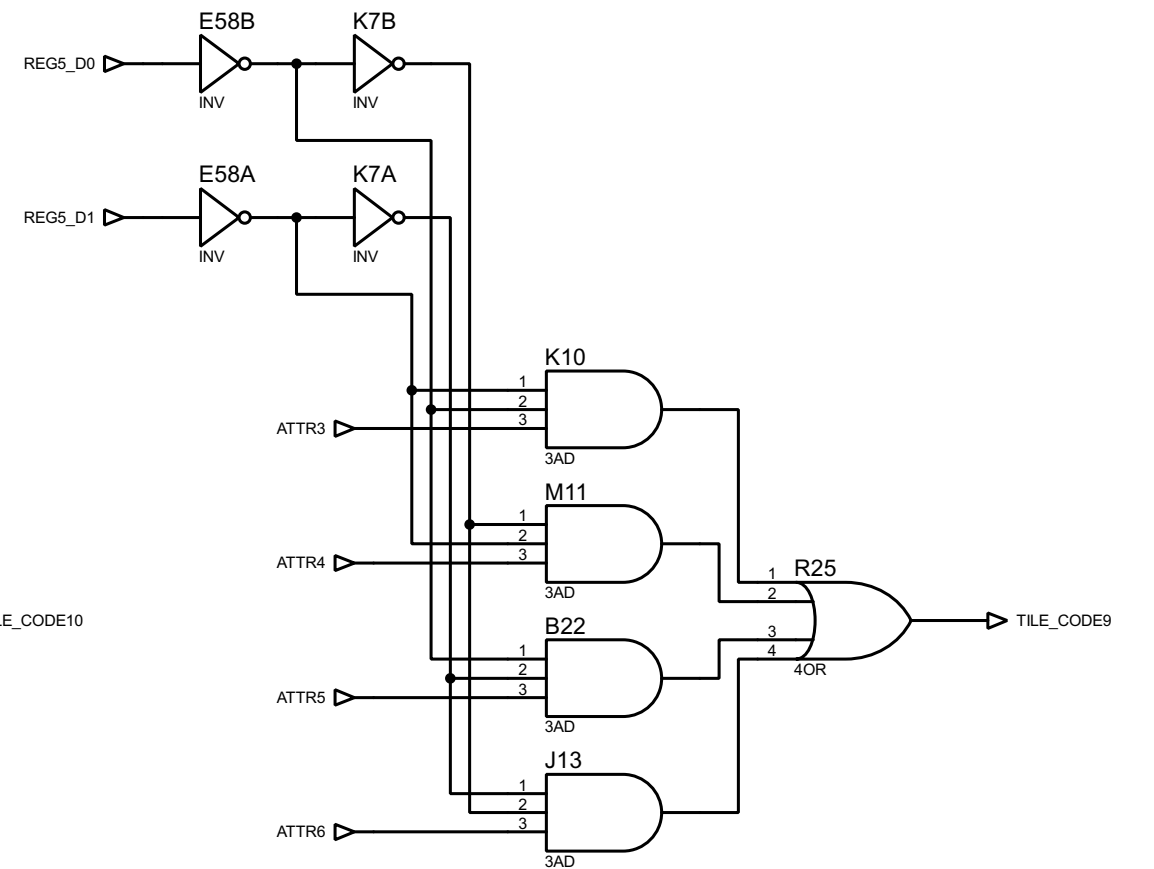 E58B K7B
REG5_D0
INV INV
E58A K7A
REG5_D1
INV INV
K10
1
2
3
ATTR3
3AD
M11
1
2
3
ATTR4
3AD
R25
1
2
3
4
4OR
TILE_CODE9
LE_CODE10
B22
1
2
3
ATTR5
3AD
J13
1
2
3
ATTR6
3AD